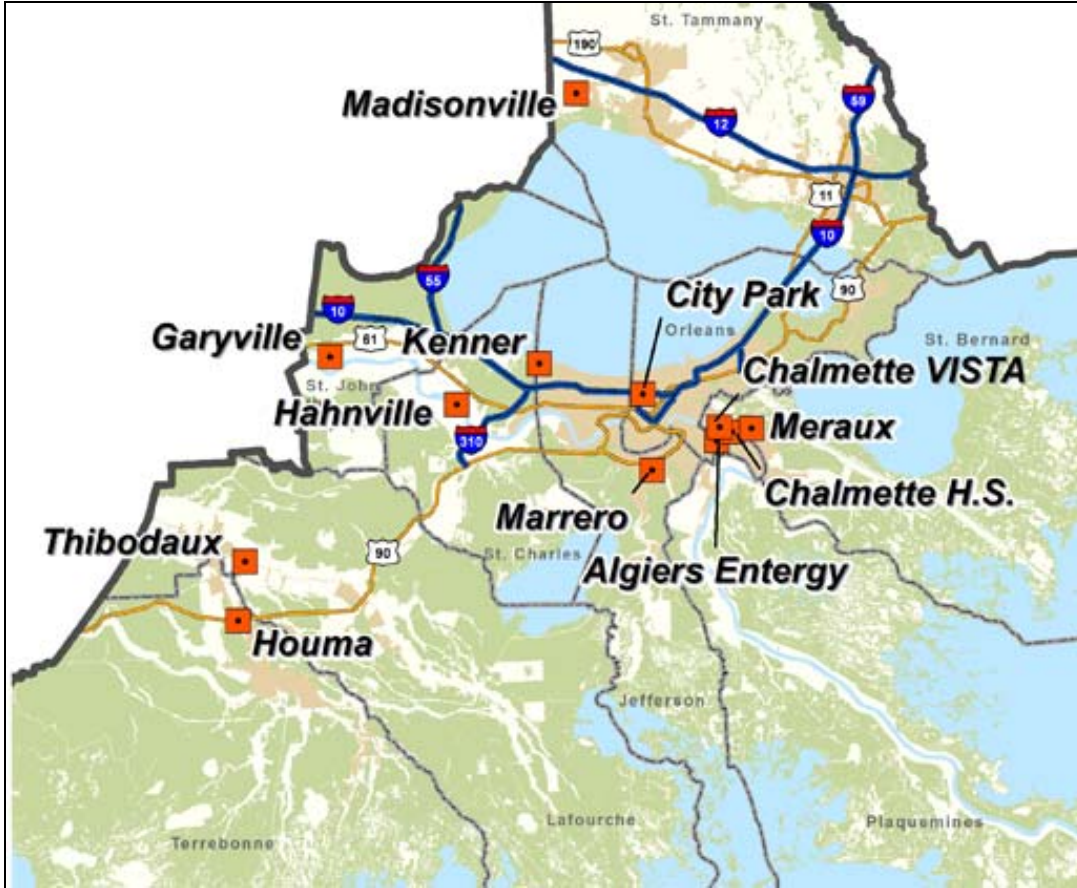 St. Tammany
190
Madisonville
59
12
11
10
55
City Park
90
10
Garyville
61
Kenner
Orleans
St. Bernard
Chalmette VISTA
St. John
Hahnville
Meraux
310
Chalmette H.S.
Marrero
Thibodaux
90
St. Charles
Algiers Entergy
Houma
Jefferson
Lafourche
Plaquemines
Terrebonne